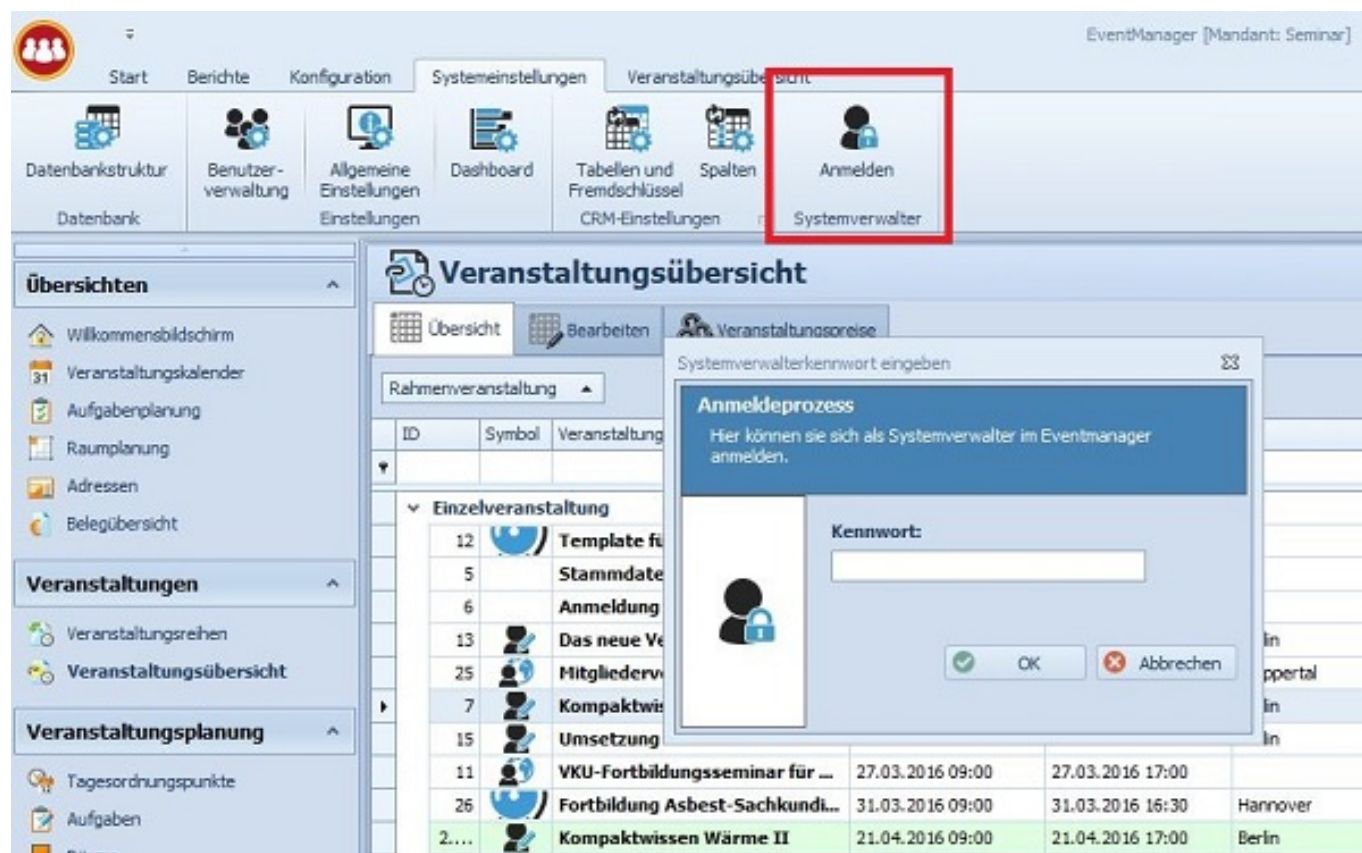 EventManager [Mandant: Seminar]
Start Berichte Konfiguration Systemeinstellungen Veranstaltungsübersicht
Datenbankstruktur
Benutzer-
verwaltung
Allgemeine
Einstellungen
Dashboard
Tabellen und
Fremdschlüssel
Spalten
Anmelden
Datenbank Einstellungen CRM-Einstellungen Systemverwalter
Übersichten
Willkommensbildschirm
31 Veranstaltungskalender
Aufgabenplanung
Raumplanung
Adressen
Belegübersicht
Veranstaltungen
Veranstaltungsreihen
Veranstaltungsübersicht
Veranstaltungsplanung
Tagesordnungspunkte
Aufgaben
Veranstaltungsübersicht
Übersicht Bearbeiten Veranstaltungspreise
Rahmenveranstaltung
ID Symbol Veranstaltung
Einzelveranstaltung
12 Template fü
5 Stammdate
6 Anmeldung
13 Das neue Ve lin
25 Mitgliederv ppertal
7 Kompaktwis lin
15 Umsetzung lin
11 VKU-Fortbildungsseminar für ... 27.03.2016 09:00 27.03.2016 17:00
26 Fortbildung Asbest-Sachkundi... 31.03.2016 09:00 31.03.2016 16:30 Hannover
2.... Kompaktwissen Wärme II 21.04.2016 09:00 21.04.2016 17:00 Berlin
Systemverwalterkennwort eingeben
Anmeldeprozess
Hier können sie sich als Systemverwalter im Eventmanager
anmelden.
Kennwort:
OK Abbrechen